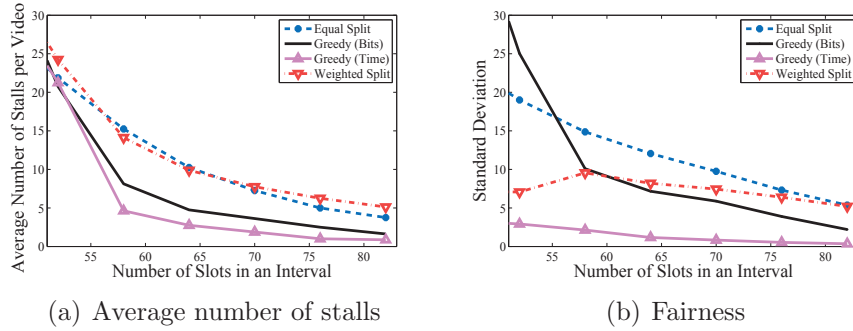 Average Number of Stalls per Video
30
25
20
15
10
5
0
55
60
65
70
75
80
Number of Slots in an Interval
Equal Split
Greedy (Bits)
Greedy (Time)
Weighted Split
(a) Average number of stalls
Standard Deviation
30
25
20
15
10
5
0
55
60
65
70
75
80
Number of Slots in an Interval
Equal Split
Greedy (Bits)
Greedy (Time)
Weighted Split
(b) Fairness